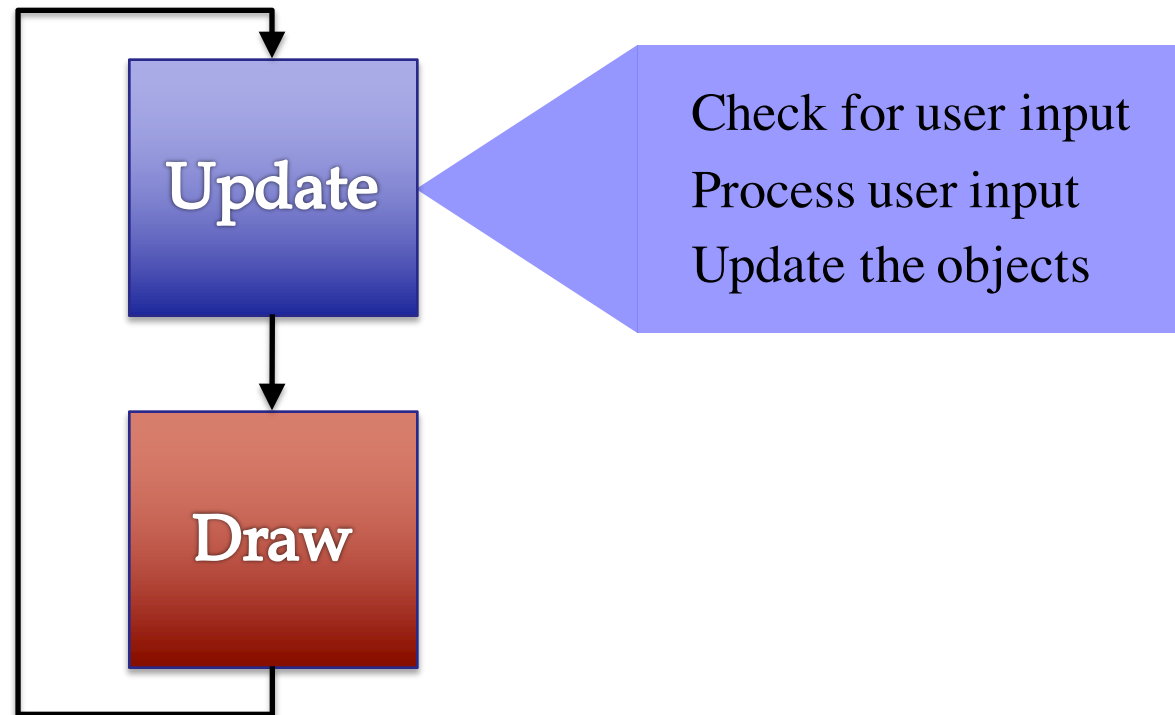 Update
Check for user input
Process user input
Update the objects
Draw